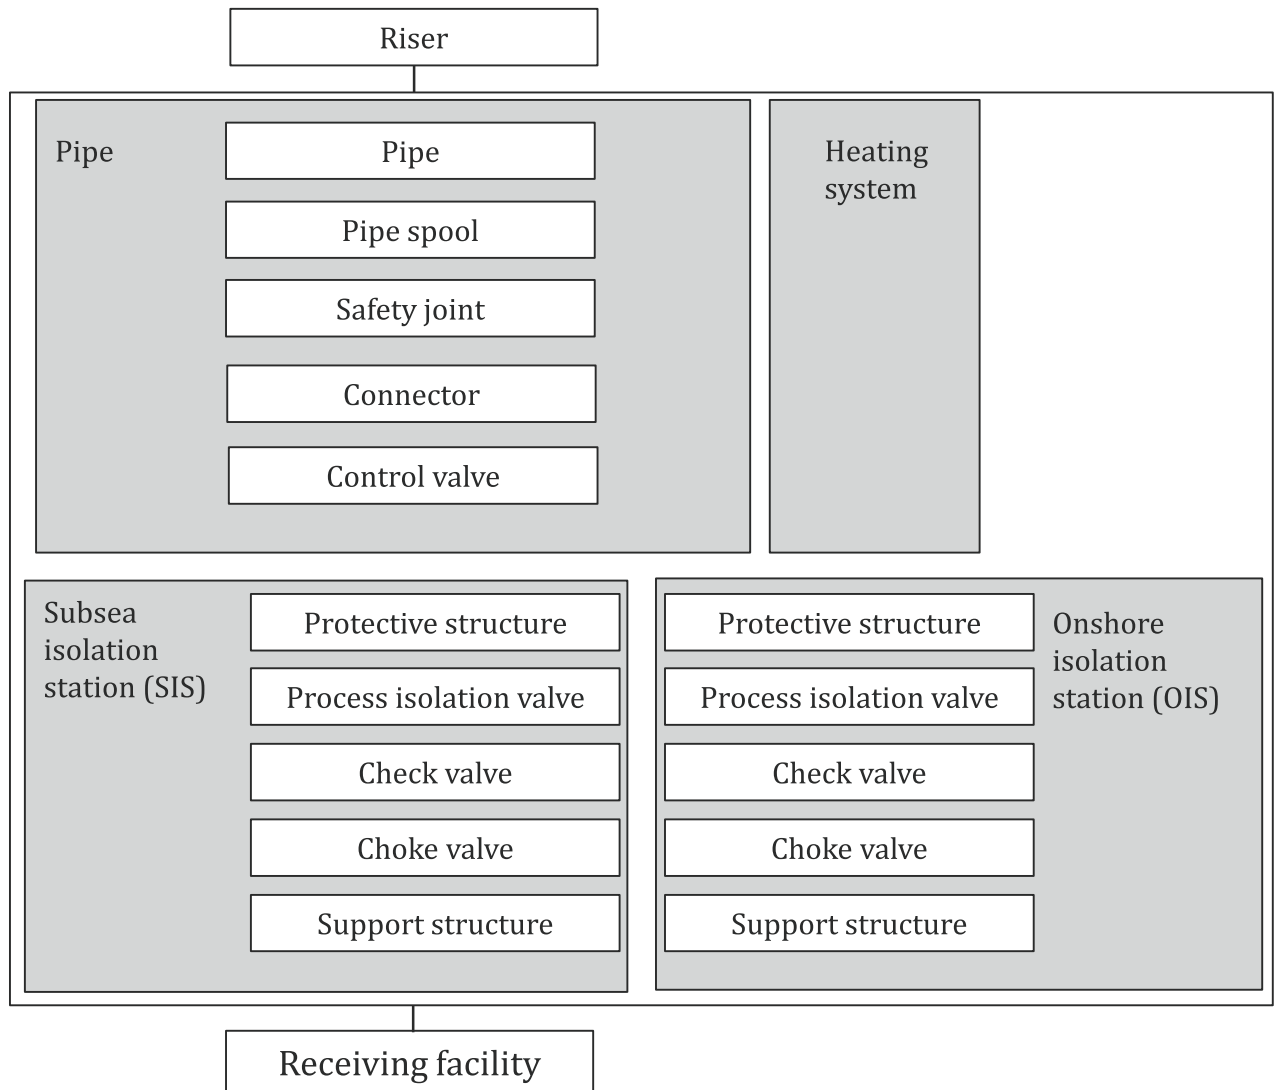 Riser
Pipe
Pipe
Pipe spool
Safety joint
Connector
Control valve
Heating
system
Subsea
isolation
station (SIS)
Protective structure
Process isolation valve
Check valve
Choke valve
Support structure
Protective structure
Process isolation valve
Check valve
Choke valve
Support structure
Onshore
isolation
station (OIS)
Receiving facility